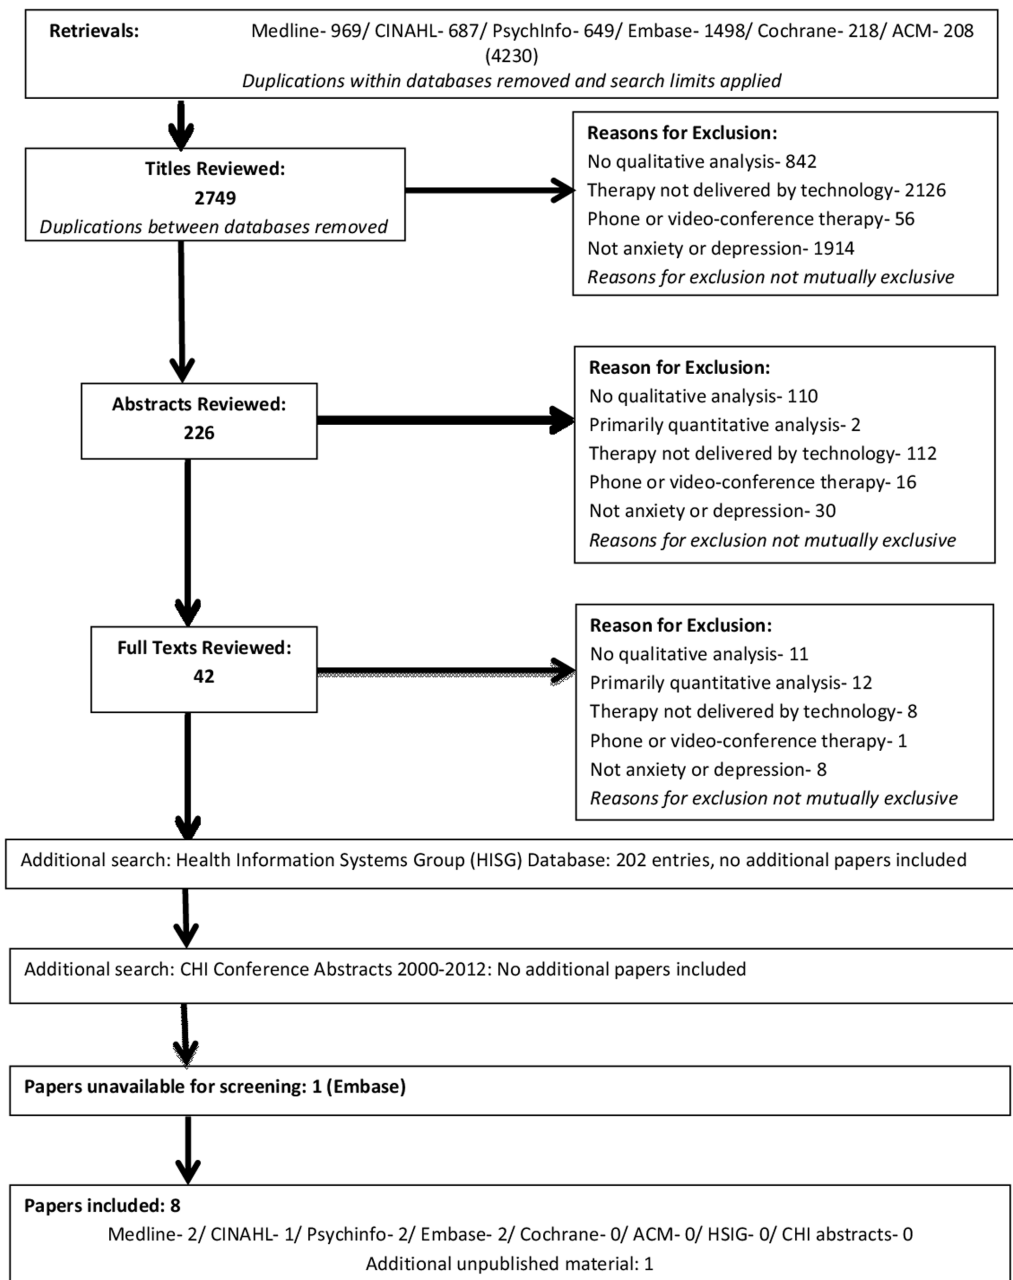 Retrievals: Medline- 969/ CINAHL- 687/ PsychInfo- 649/ Embase- 1498/ Cochrane- 218/ ACM- 208
(4230)
Duplications within databases removed and search limits applied
Titles Reviewed:
2749
Duplications between databases removed
Reasons for Exclusion:
No qualitative analysis- 842
Therapy not delivered by technology- 2126
Phone or video-conference therapy- 56
Not anxiety or depression- 1914
Reasons for exclusion not mutually exclusive
Abstracts Reviewed:
226
Reason for Exclusion:
No qualitative analysis- 110
Primarily quantitative analysis- 2
Therapy not delivered by technology- 112
Phone or video-conference therapy- 16
Not anxiety or depression- 30
Reasons for exclusion not mutually exclusive
Full Texts Reviewed:
42
Reason for Exclusion:
No qualitative analysis- 11
Primarily quantitative analysis- 12
Therapy not delivered by technology- 8
Phone or video-conference therapy- 1
Not anxiety or depression- 8
Reasons for exclusion not mutually exclusive
Additional search: Health Information Systems Group (HISG) Database: 202 entries, no additional papers included
Additional search: CHI Conference Abstracts 2000-2012: No additional papers included
Papers unavailable for screening: 1 (Embase)
Papers included: 8
Medline- 2/ CINAHL- 1/ Psychinfo- 2/ Embase- 2/ Cochrane- 0/ ACM- 0/ HSIG- 0/ CHI abstracts- 0
Additional unpublished material: 1